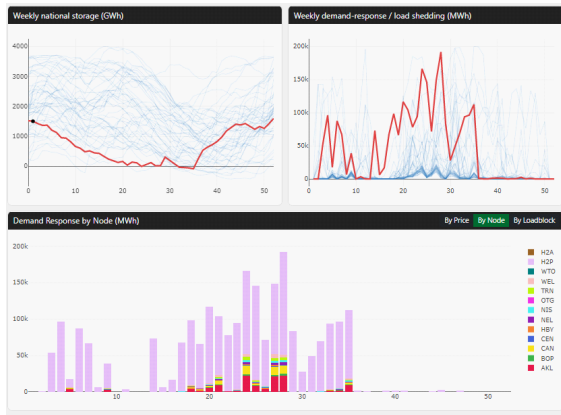 Weekly national storage (GWh)
4000
3000
2000
1000
0
0 10 20 30 40 50
Weekly demand-response / load shedding (MWh)
200k
150k
100k
50k
0
0 10 20 30 40 50
Demand Response by Node (MWh)
By Price By Node By Loadblock
200k
150k
100k
50k
0
10 20 30 40 50
H2A
H2P
WTO
WEL
TRN
OTG
NIS
NEL
HBY
CEN
CAN
BOP
AKL